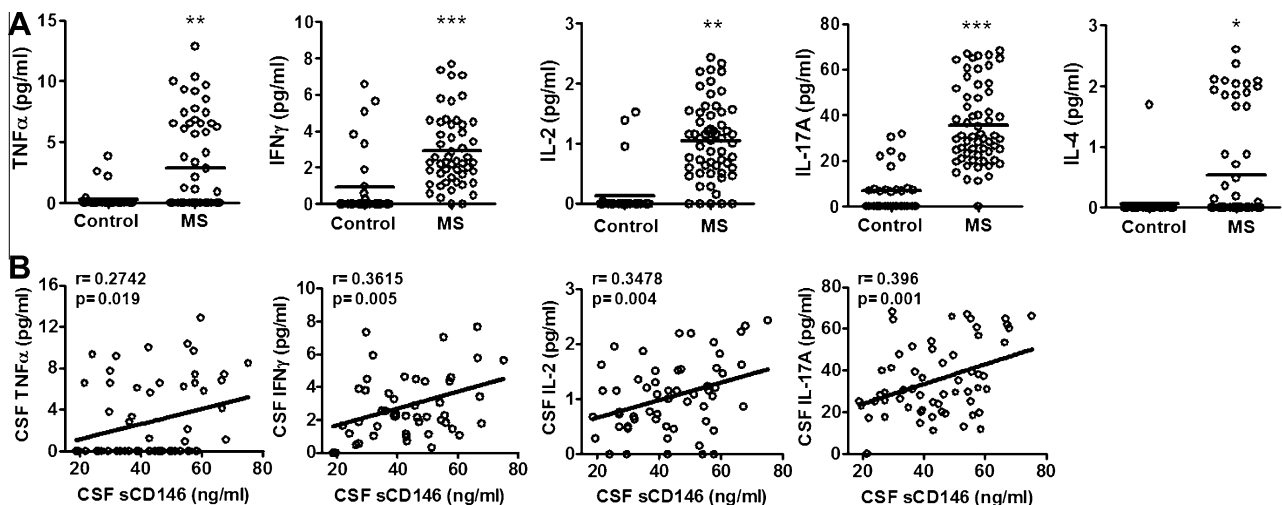 A
TNFα (pg/ml)
15
10
5
0
Control
MS
**
IFNγ (pg/ml)
10
8
6
4
2
0
Control
MS
***
IL-2 (pg/ml)
3
2
1
0
Control
MS
**
IL-17A (pg/ml)
80
60
40
20
0
Control
MS
***
IL-4 (pg/ml)
3
2
1
0
Control
MS
*
B
r= 0.2742
p= 0.019
CSF TNFα (pg/ml)
16
12
8
4
0
20 40 60 80
CSF sCD146 (ng/ml)
r= 0.3615
p= 0.005
CSF IFNγ (pg/ml)
10
8
6
4
2
0
20 40 60 80
CSF sCD146 (ng/ml)
r= 0.3478
p= 0.004
CSF IL-2 (pg/ml)
3
2
1
0
20 40 60 80
CSF sCD146 (ng/ml)
r= 0.396
p= 0.001
CSF IL-17A (pg/ml)
80
60
40
20
0
20 40 60 80
CSF sCD146 (ng/ml)